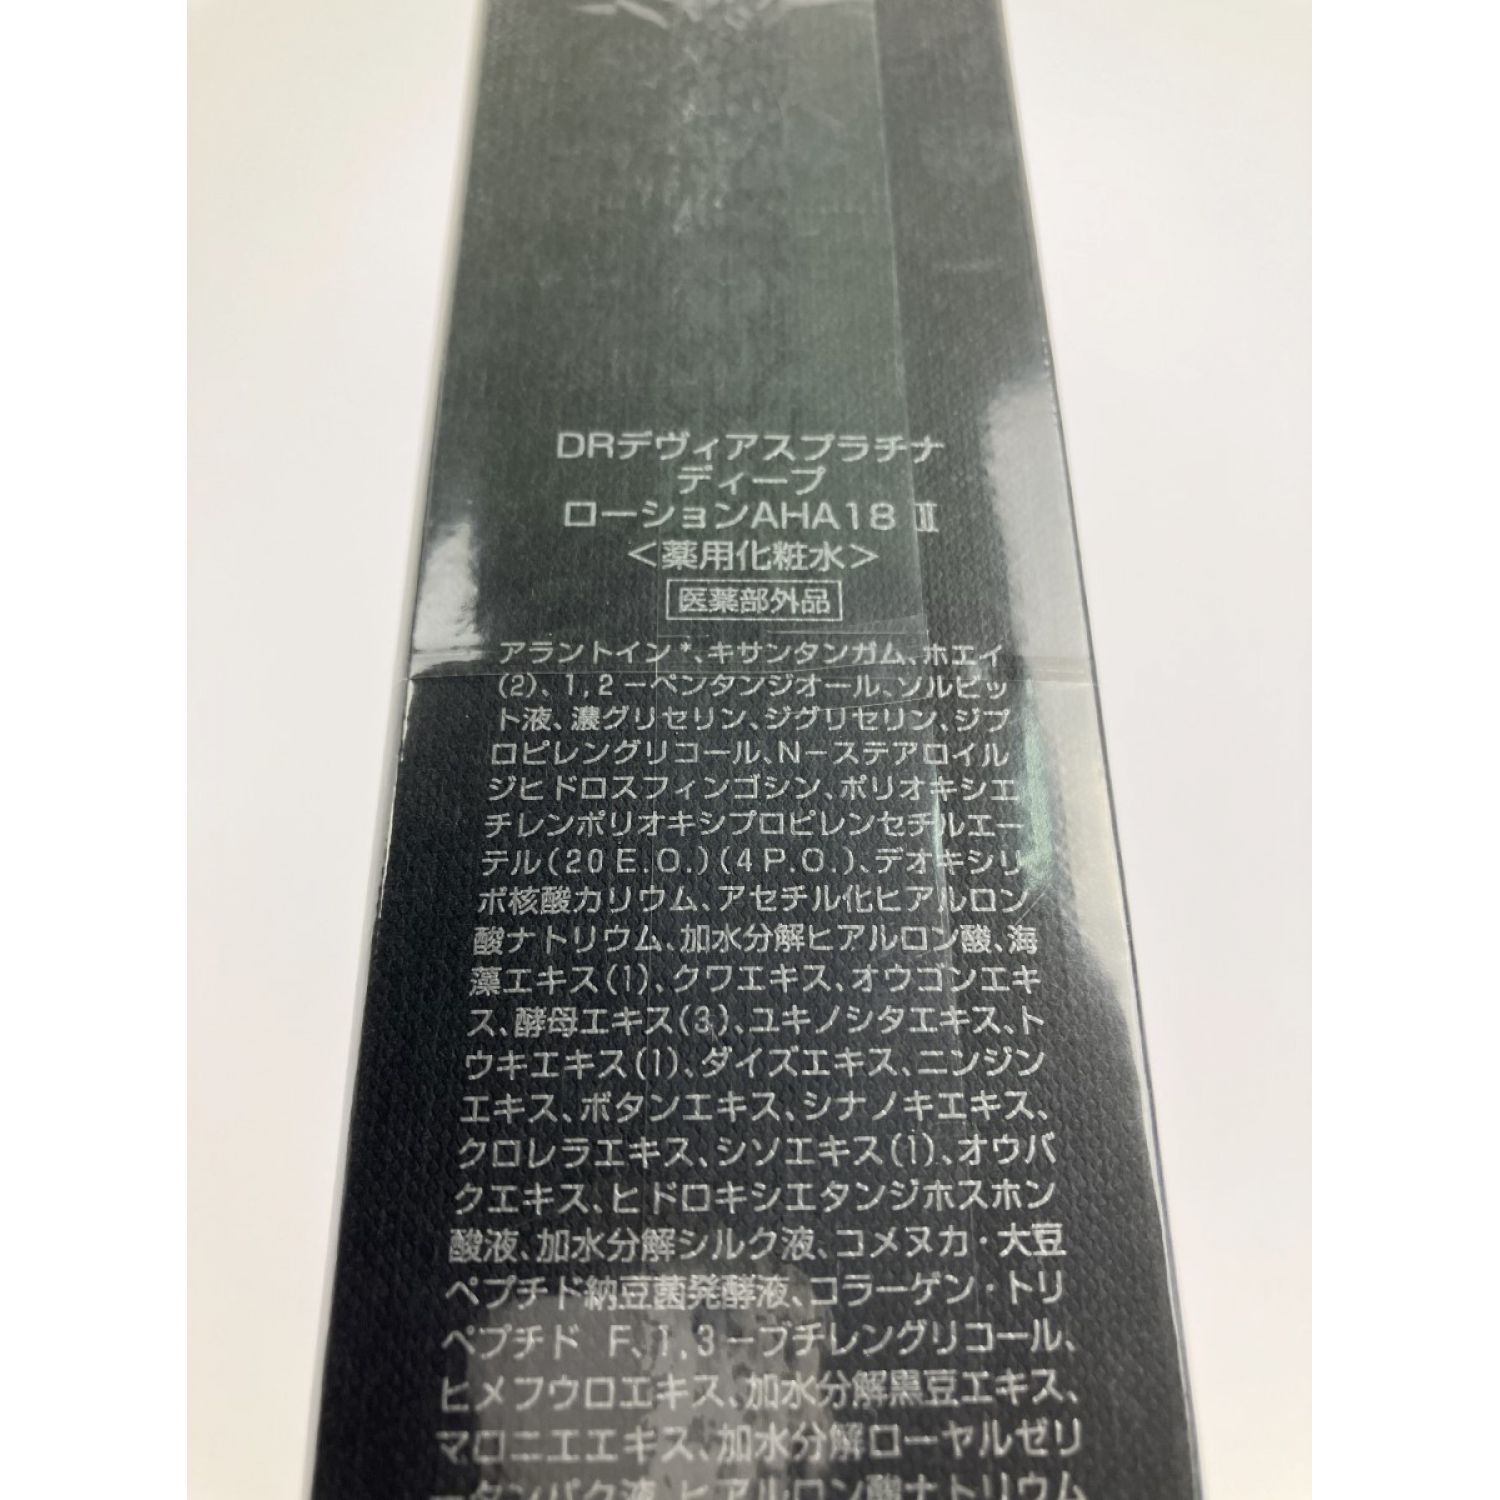 DRデヴィアスプラチナ
ディープ
ローションAHA18 Ⅱ
＜薬用化粧水＞
医薬部外品
アラントイン*、キサンタンガム、ホエイ
(2)、1,2－ペンタンジオール、ソルビッ
ト液、濃グリセリン、ジグリセリン、ジプ
ロピレングリコール、N－ステアロイル
ジヒドロスフィンゴシン、ポリオキシエ
チレンポリオキシプロピレンセチルエー
テル(20E.O.)(4P.O.)、デオキシリ
ボ核酸カリウム、アセチル化ヒアルロン
酸ナトリウム、加水分解ヒアルロン酸、海
藻エキス(1)、クワエキス、オウゴンエキ
ス、酵母エキス(3)、ユキノシタエキス、ト
ウキエキス(1)、ダイズエキス、ニンジン
エキス、ボタンエキス、シナノキエキス、
クロレラエキス、シソエキス(1)、オウバ
クエキス、ヒドロキシエタンジホスホン
酸液、加水分解シルク液、コメヌカ・大豆
ペプチド納豆菌発酵液、コラーゲン・トリ
ペプチド F、1,3－ブチレングリコール、
ヒメフウロエキス、加水分解黒豆エキス、
マロニエエキス、加水分解ローヤルゼリ
ータンパク液、ヒアルロン酸ナトリウム